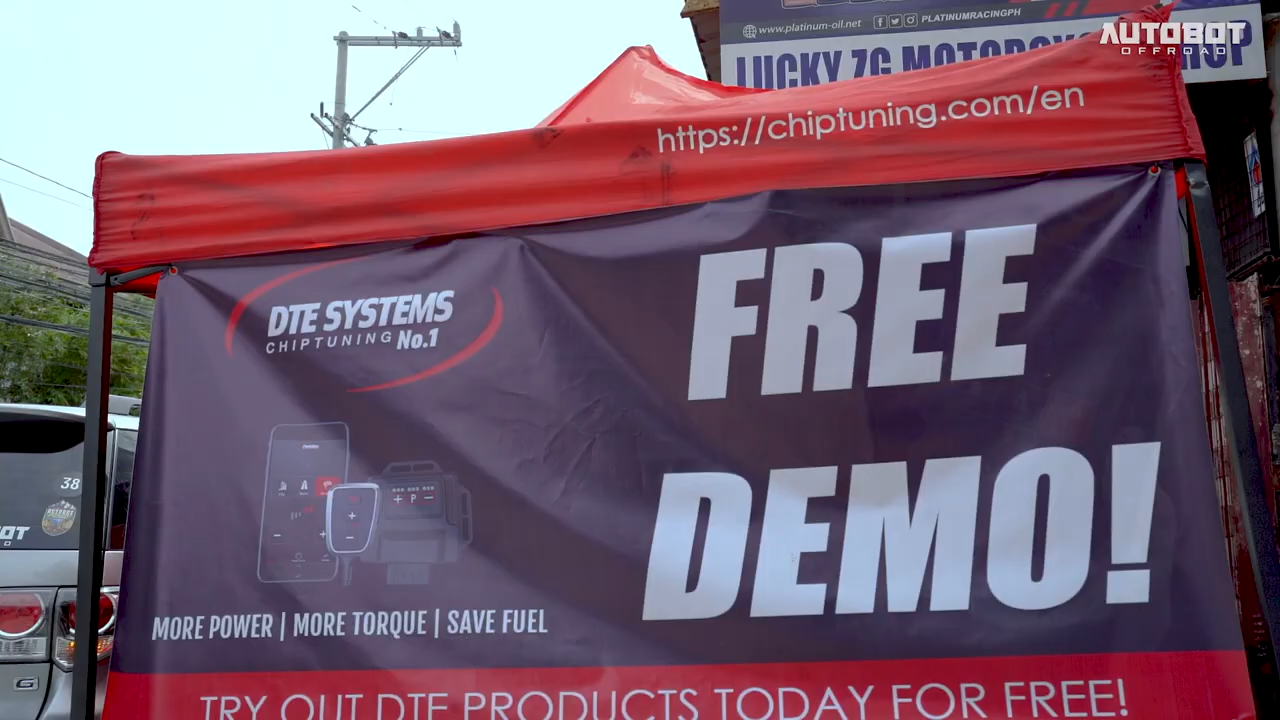 www.platinum-oil.net PLATINUMRACINGPH
AUTOBOT
OFFROAD
LUCKY 7G
https://chiptuning.com/en
FREE
DEMO!
DTE SYSTEMS
CHIPTUNING No.1
38
P
MORE POWER | MORE TORQUE | SAVE FUEL
G
TRY OUT DTE PRODUCTS TODAY FOR FREE!